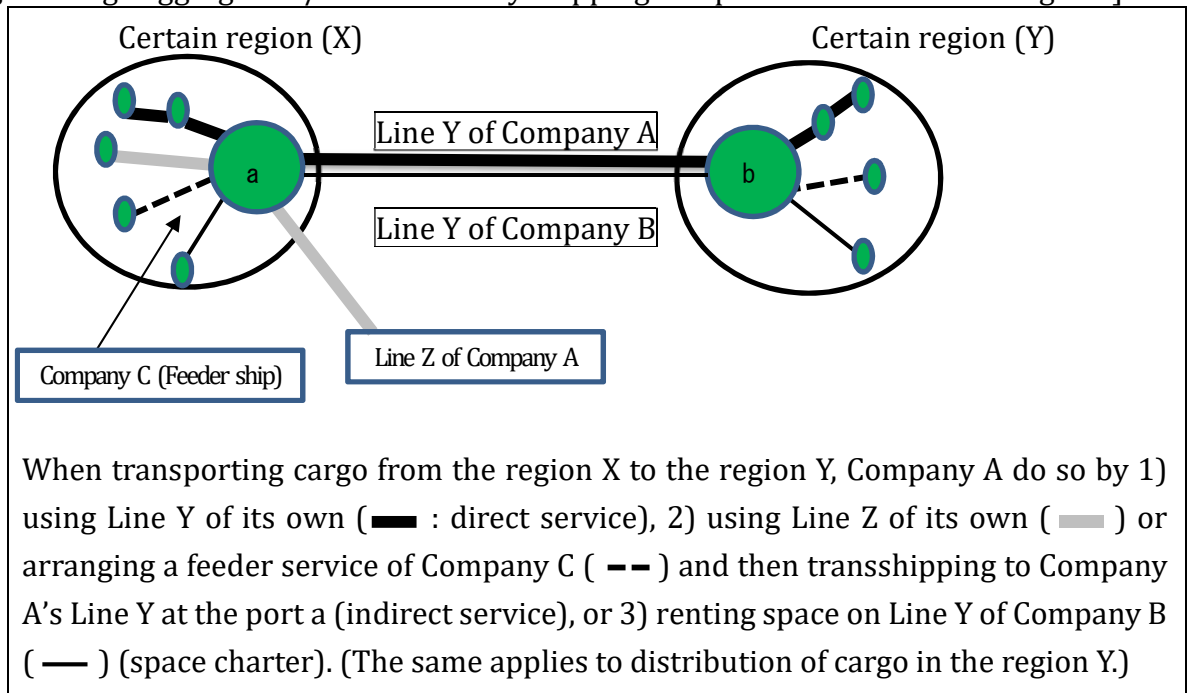 Certain region (X) Certain region (Y)
Line Y of Company A
a b
Line Y of Company B
Line Z of Company A
Company C (Feeder ship)
When transporting cargo from the region X to the region Y, Company A do so by 1)
using Line Y of its own ( : direct service), 2) using Line Z of its own ( ) or
arranging a feeder service of Company C ( -- ) and then transshipping to Company
A's Line Y at the port a (indirect service), or 3) renting space on Line Y of Company B
( — ) (space charter). (The same applies to distribution of cargo in the region Y.)